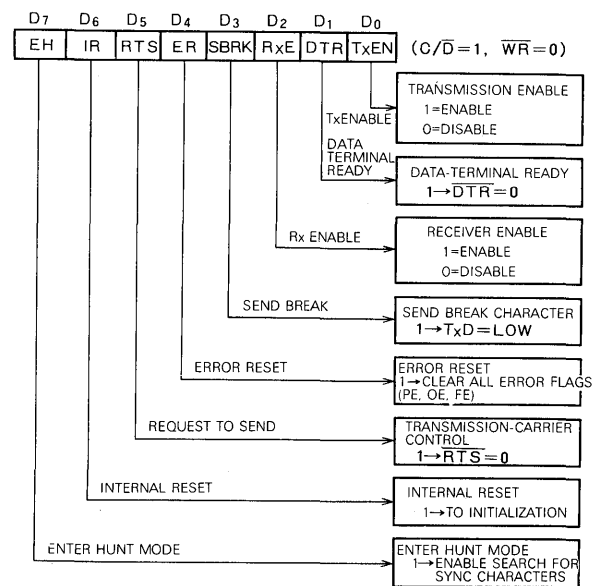 D7 D6 D5 D4 D3 D2 D1 D0
EH IR RTS ER SBRK RxE DTR TxEN (C/D̅=1, W̅R̅=0)
TxENABLE
TRANSMISSION ENABLE
1=ENABLE
0=DISABLE
DATA
TERMINAL
READY
DATA-TERMINAL READY
1→D̅T̅R̅=0
Rx ENABLE
RECEIVER ENABLE
1=ENABLE
0=DISABLE
SEND BREAK
SEND BREAK CHARACTER
1→TxD=LOW
ERROR RESET
ERROR RESET
1→CLEAR ALL ERROR FLAGS
(PE, OE, FE)
REQUEST TO SEND
TRANSMISSION-CARRIER
CONTROL
1→R̅T̅S̅=0
INTERNAL RESET
INTERNAL RESET
1→TO INITIALIZATION
ENTER HUNT MODE
ENTER HUNT MODE
1→ENABLE SEARCH FOR
SYNC CHARACTERS